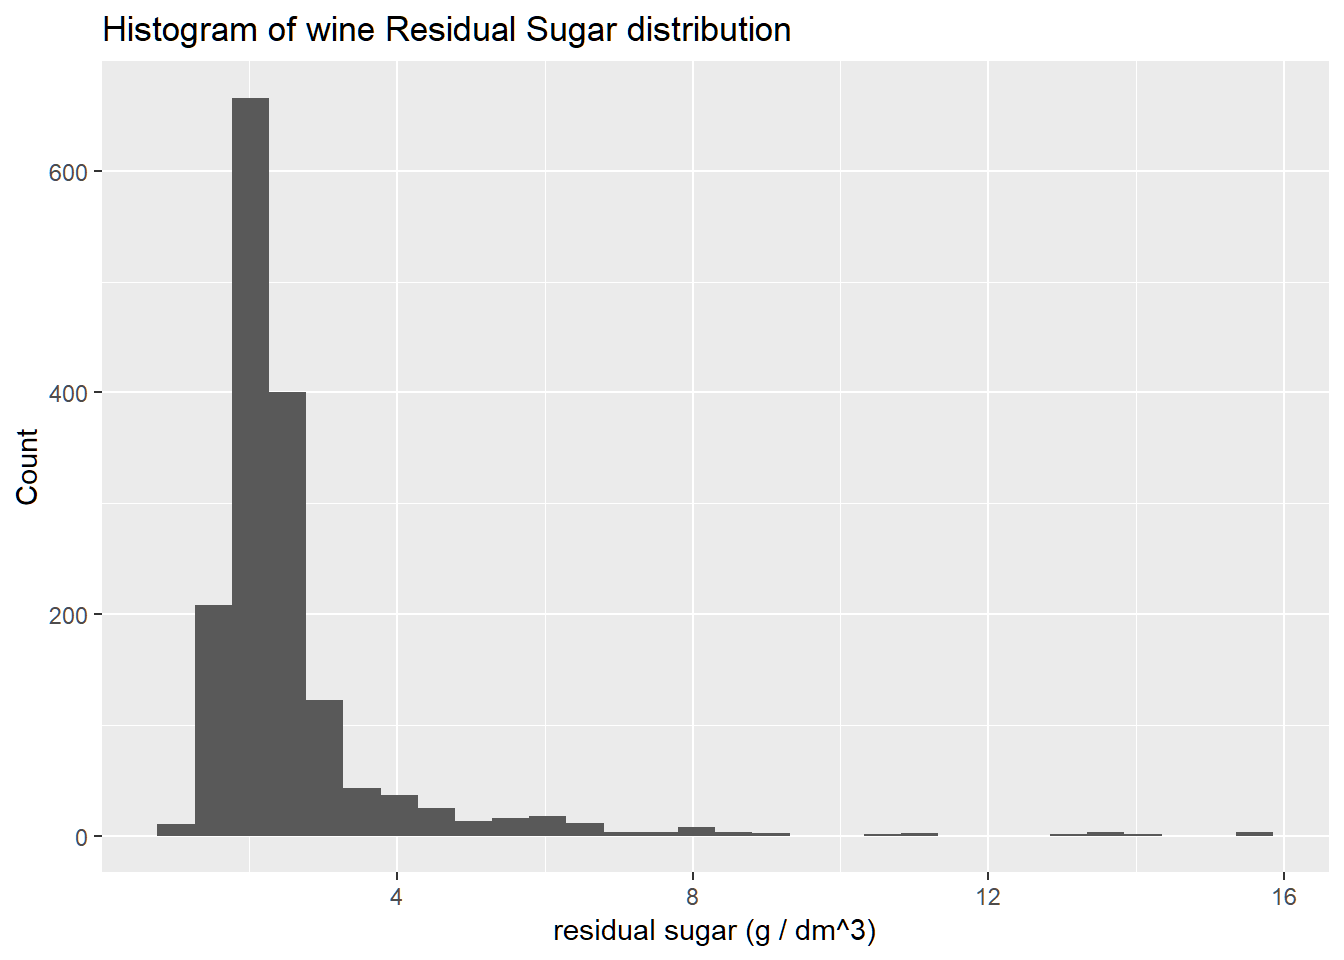 Histogram of wine Residual Sugar distribution
Count
600
400
200
0
4 8 12 16
residual sugar (g / dm^3)